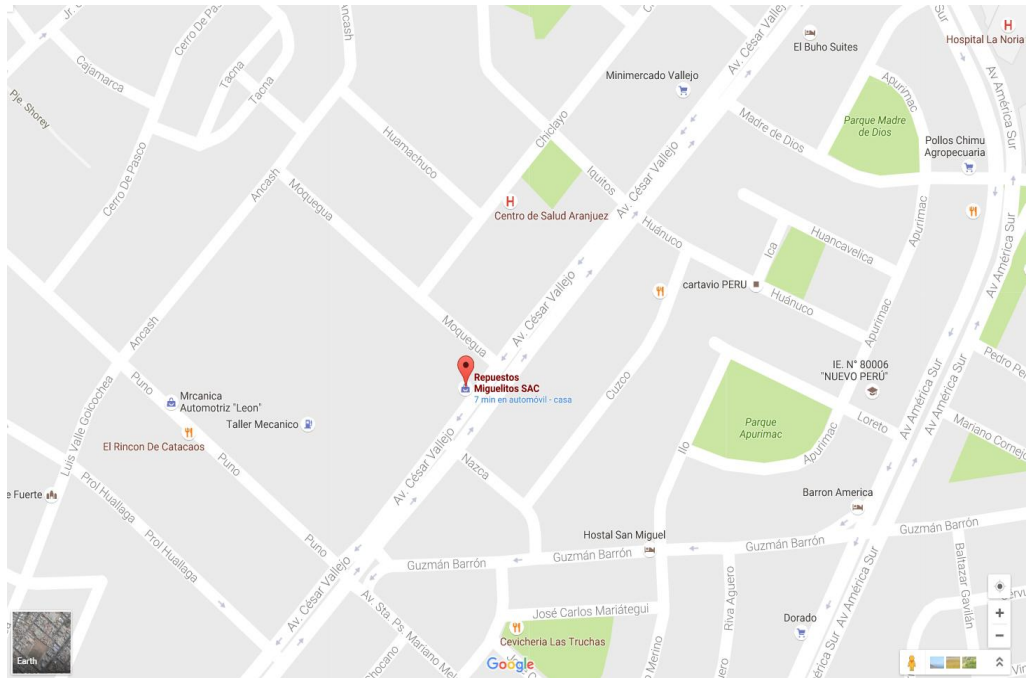 Jr. C
Cajamarca
Pje. Shorey
Cerro De Pasco
Tacna
Tacna
Ancash
Cerro De Pasco
Ancash
Moquegua
Huamachuco
Chiclayo
Iquitos
Minimercado Vallejo
Av. César Vallejo
El Buho Suites
Hospital La Noria
Av América Sur
Apurimac
Parque Madre
de Dios
Madre de Dios
Pollos Chimu
Agropecuaria
Centro de Salud Aranjuez
Av. César Vallejo
Huánuco
Ica
Huancavelica
Apurimac
Av América Sur
cartavio PERU
Huánuco
Av. César Vallejo
Moquegua
Apurimac
Ancash
Puno
Luis Valle Goicochea
Repuestos
Miguelitos SAC
7 min en automóvil - casa
Cuzco
IE. N° 80006
"NUEVO PERÚ"
Pedro Pe
Mrcanica
Automotriz "Leon"
Taller Mecanico
El Rincon De Catacaos
Puno
Parque
Apurimac
Loreto
Apurimac
Ilo
Av América Sur
Av América Sur
Mariano Cornejo
Av. César Vallejo
Nazca
e Fuerte
Prol Huallaga
Prol Huallaga
Puno
Barron America
Hostal San Miguel
Guzmán Barrón
Guzmán Barrón
Guzmán Barrón
Guzmán Barrón
Baltazar Gavilán
Av. César Vallejo
Av. Sta. Ps. Mariano Mel
José Carlos Mariátegui
Riva Aguero
Av América Sur
Dorado
Cevicheria Las Truchas
Merino
Chocano
Earth
Google
+
−